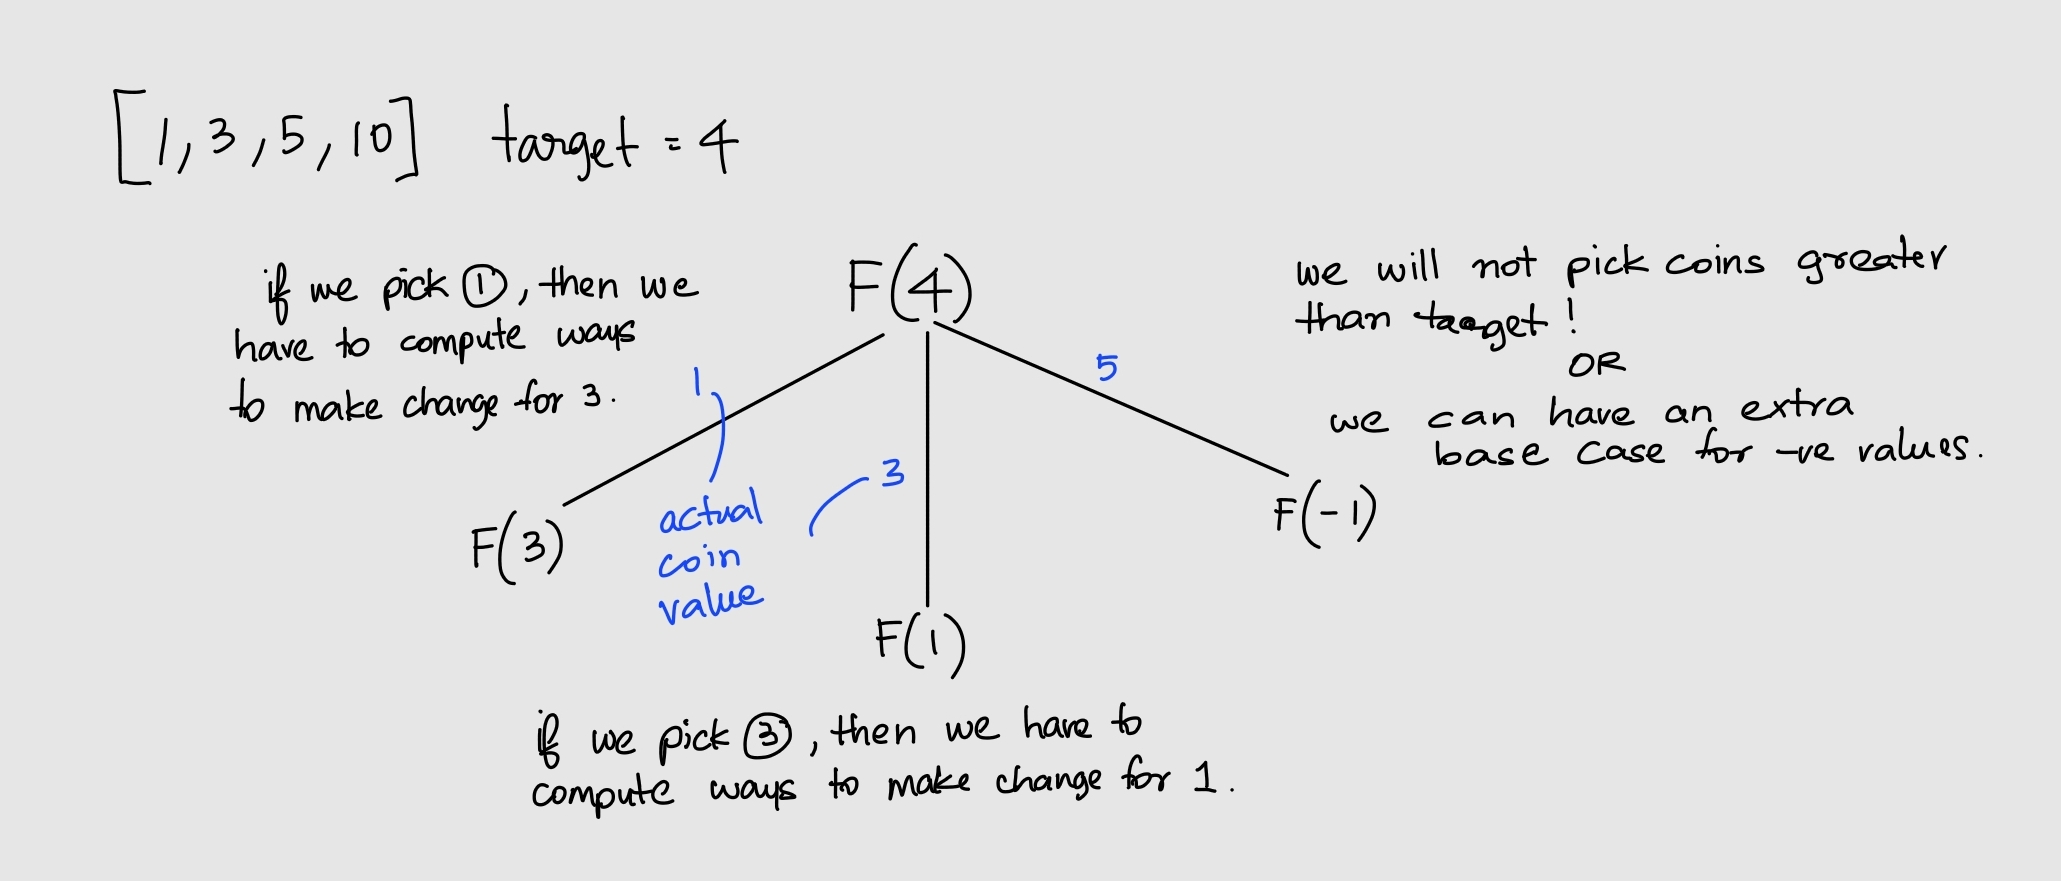 [1, 3, 5, 10] target = 4
if we pick ①, then we
have to compute ways
to make change for 3.
F(4)
we will not pick coins greater
than target!
OR
we can have an extra
base case for -ve values.
1
5
3
actual
coin
value
F(3)
F(-1)
F(1)
if we pick ③, then we have to
compute ways to make change for 1.